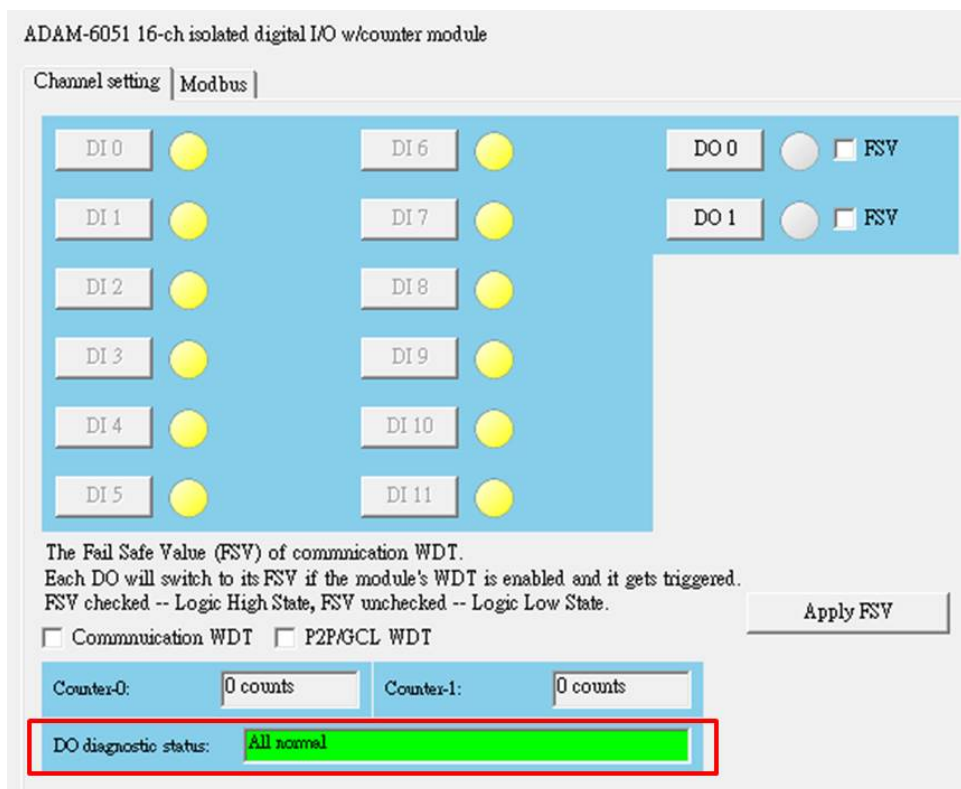 ADAM-6051 16-ch isolated digital I/O w/counter module
Channel setting Modbus
DI 0 DI 6 DO 0 FSV
DI 1 DI 7 DO 1 FSV
DI 2 DI 8
DI 3 DI 9
DI 4 DI 10
DI 5 DI 11
The Fail Safe Value (FSV) of commnication WDT.
Each DO will switch to its FSV if the module's WDT is enabled and it gets triggered.
FSV checked -- Logic High State, FSV unchecked -- Logic Low State.
Apply FSV
Commnuication WDT P2P/GCL WDT
Counter-0: 0 counts Counter-1: 0 counts
DO diagnostic status: All normal